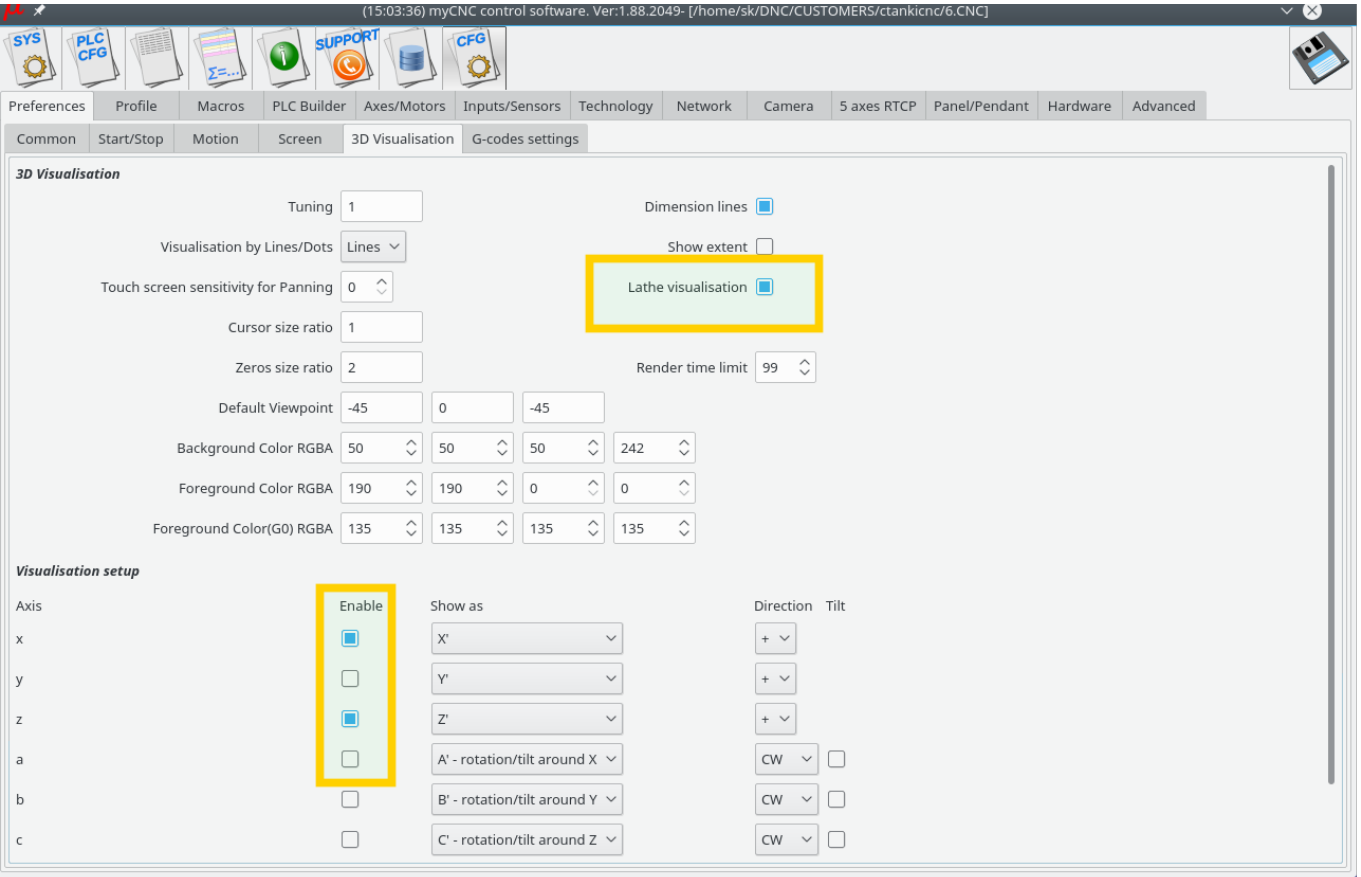 μ (15:03:36) myCNC control software. Ver:1.88.2049- [/home/sk/DNC/CUSTOMERS/ctankicnc/6.CNC]
SYS PLC CFG Σ=... i SUPPORT CFG
Preferences Profile Macros PLC Builder Axes/Motors Inputs/Sensors Technology Network Camera 5 axes RTCP Panel/Pendant Hardware Advanced
Common Start/Stop Motion Screen 3D Visualisation G-codes settings
3D Visualisation
Tuning 1 Dimension lines
Visualisation by Lines/Dots Lines Show extent
Touch screen sensitivity for Panning 0 Lathe visualisation
Cursor size ratio 1
Zeros size ratio 2 Render time limit 99
Default Viewpoint -45 0 -45
Background Color RGBA 50 50 50 242
Foreground Color RGBA 190 190 0 0
Foreground Color(G0) RGBA 135 135 135 135
Visualisation setup
Axis Enable Show as Direction Tilt
x X' +
y Y' +
z Z' +
a A' - rotation/tilt around X CW
b B' - rotation/tilt around Y CW
c C' - rotation/tilt around Z CW